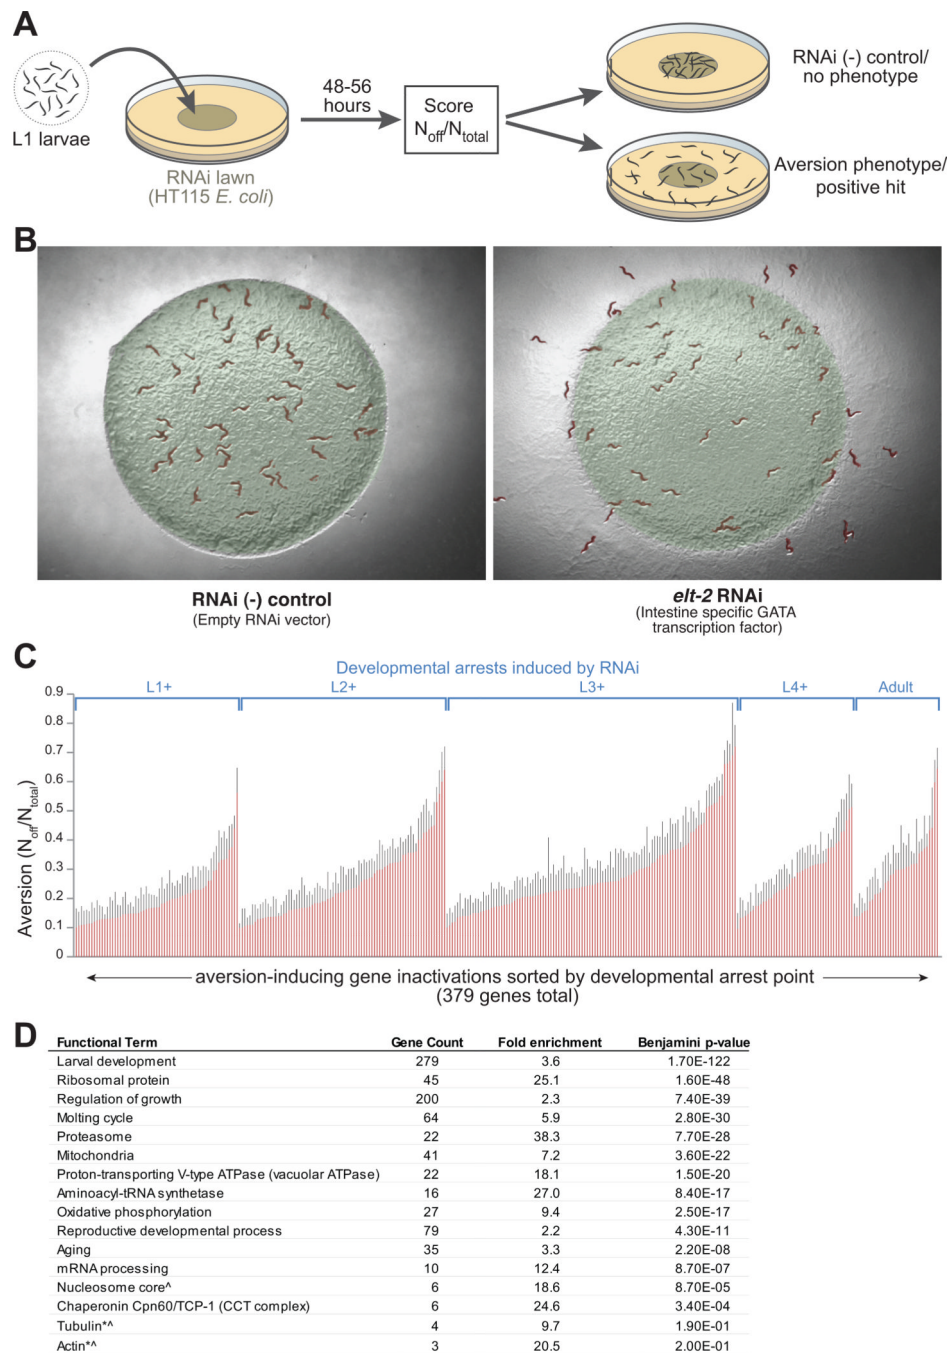 A
L1 larvae
RNAi lawn
(HT115 E. coli)
48-56
hours
Score
N_off/N_total
RNAi (-) control/
no phenotype
Aversion phenotype/
positive hit
B
RNAi (-) control
(Empty RNAi vector)
elt-2 RNAi
(Intestine specific GATA
transcription factor)
C
Developmental arrests induced by RNAi
L1+ L2+ L3+ L4+ Adult
Aversion (N_off/N_total)
0.9
0.8
0.7
0.6
0.5
0.4
0.3
0.2
0.1
0
aversion-inducing gene inactivations sorted by developmental arrest point
(379 genes total)
D
Functional Term Gene Count Fold enrichment Benjamini p-value
Larval development 279 3.6 1.70E-122
Ribosomal protein 45 25.1 1.60E-48
Regulation of growth 200 2.3 7.40E-39
Molting cycle 64 5.9 2.80E-30
Proteasome 22 38.3 7.70E-28
Mitochondria 41 7.2 3.60E-22
Proton-transporting V-type ATPase (vacuolar ATPase) 22 18.1 1.50E-20
Aminoacyl-tRNA synthetase 16 27.0 8.40E-17
Oxidative phosphorylation 27 9.4 2.50E-17
Reproductive developmental process 79 2.2 4.30E-11
Aging 35 3.3 2.20E-08
mRNA processing 10 12.4 8.70E-07
Nucleosome core^ 6 18.6 8.70E-05
Chaperonin Cpn60/TCP-1 (CCT complex) 6 24.6 3.40E-04
Tubulin*^ 4 9.7 1.90E-01
Actin*^ 3 20.5 2.00E-01